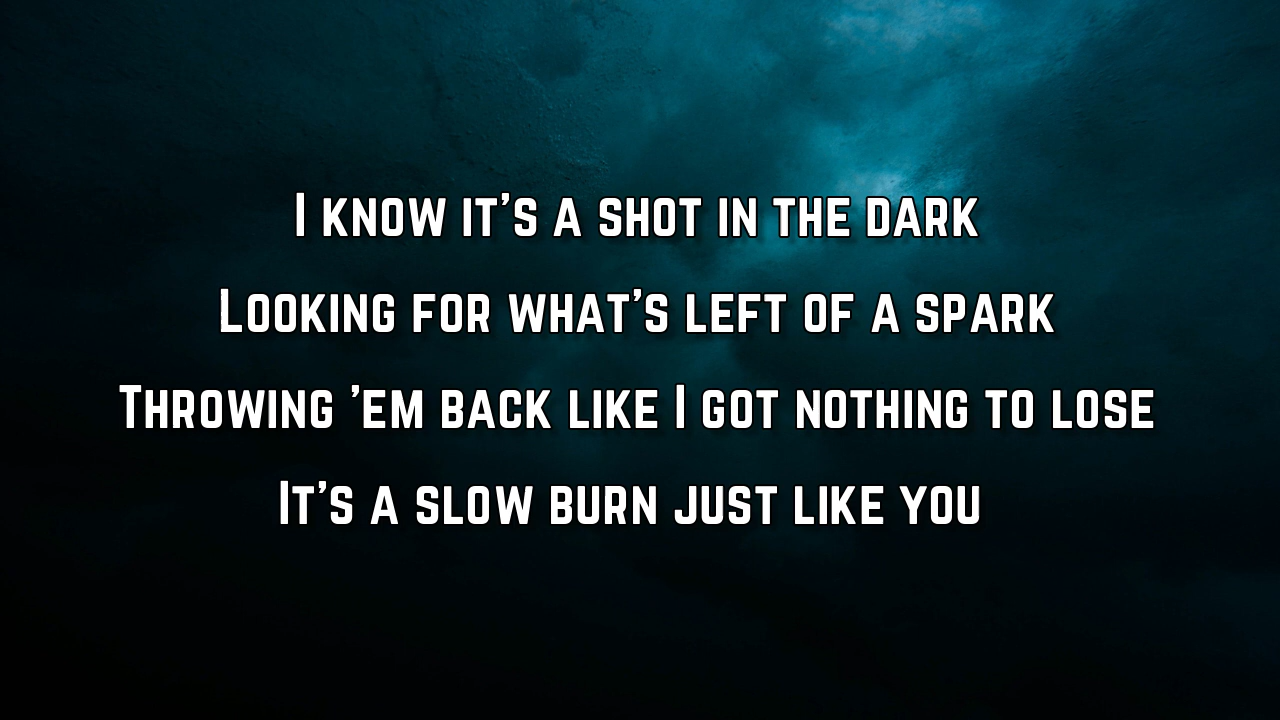 I know it's a shot in the dark
Looking for what's left of a spark
Throwing 'em back like I got nothing to lose
It's a slow burn just like you